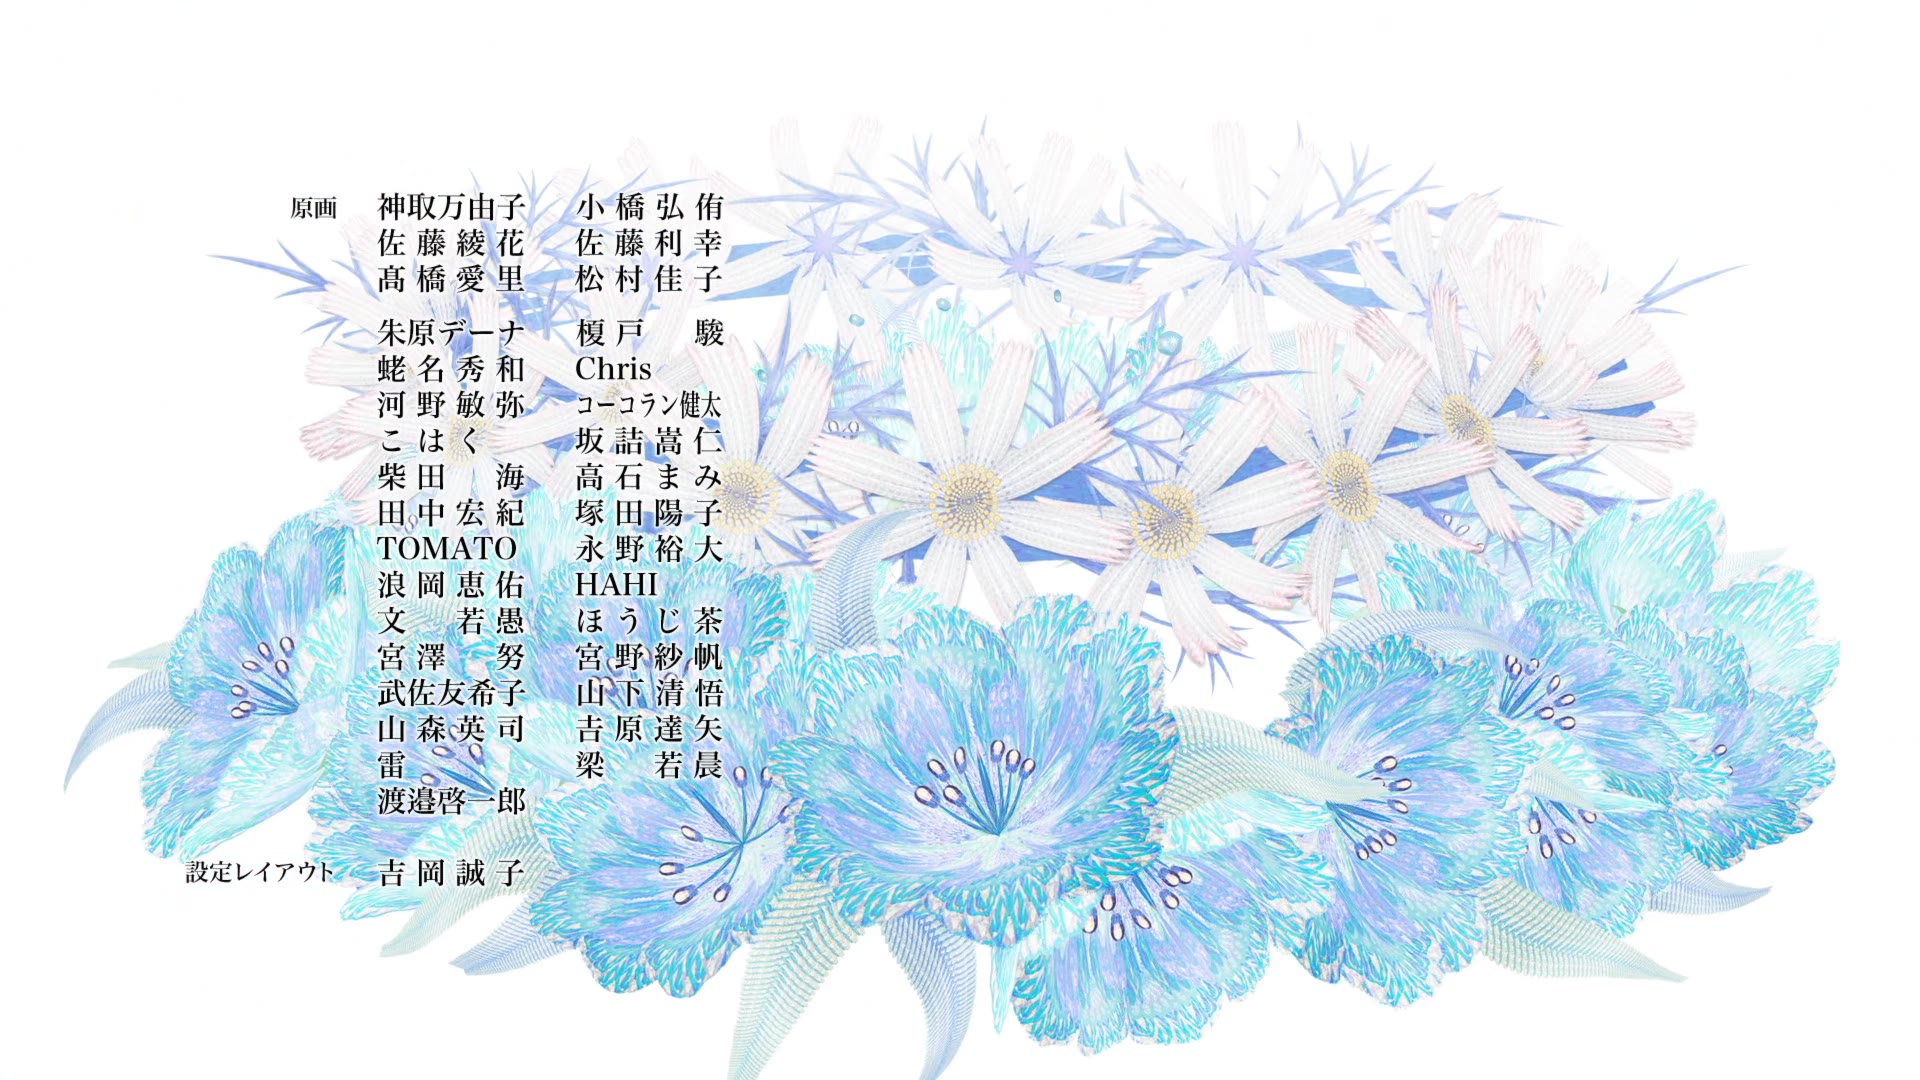 原画 神取万由子 小橋弘侑
佐藤綾花 佐藤利幸
髙橋愛里 松村佳子
朱原デーナ 榎戸駿
蛯名秀和 Chris
河野敏弥 コーコラン健太
こはく 坂詰嵩仁
柴田海 高石まみ
田中宏紀 塚田陽子
TOMATO 永野裕大
浪岡恵佑 HAHI
文若愚 ほうじ茶
宮澤努 宮野紗帆
武佐友希子 山下清悟
山森英司 吉原達矢
雷 梁若晨
渡邉啓一郎
設定レイアウト 吉岡誠子